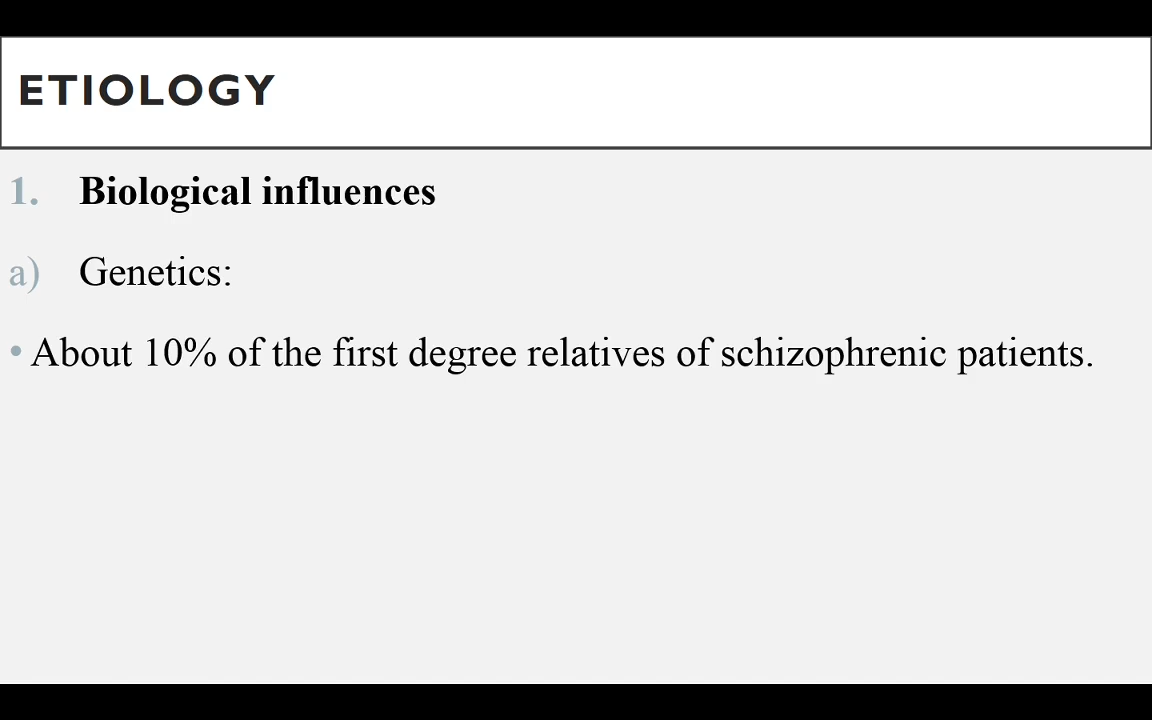 ETIOLOGY
1. Biological influences
a) Genetics:
• About 10% of the first degree relatives of schizophrenic patients.